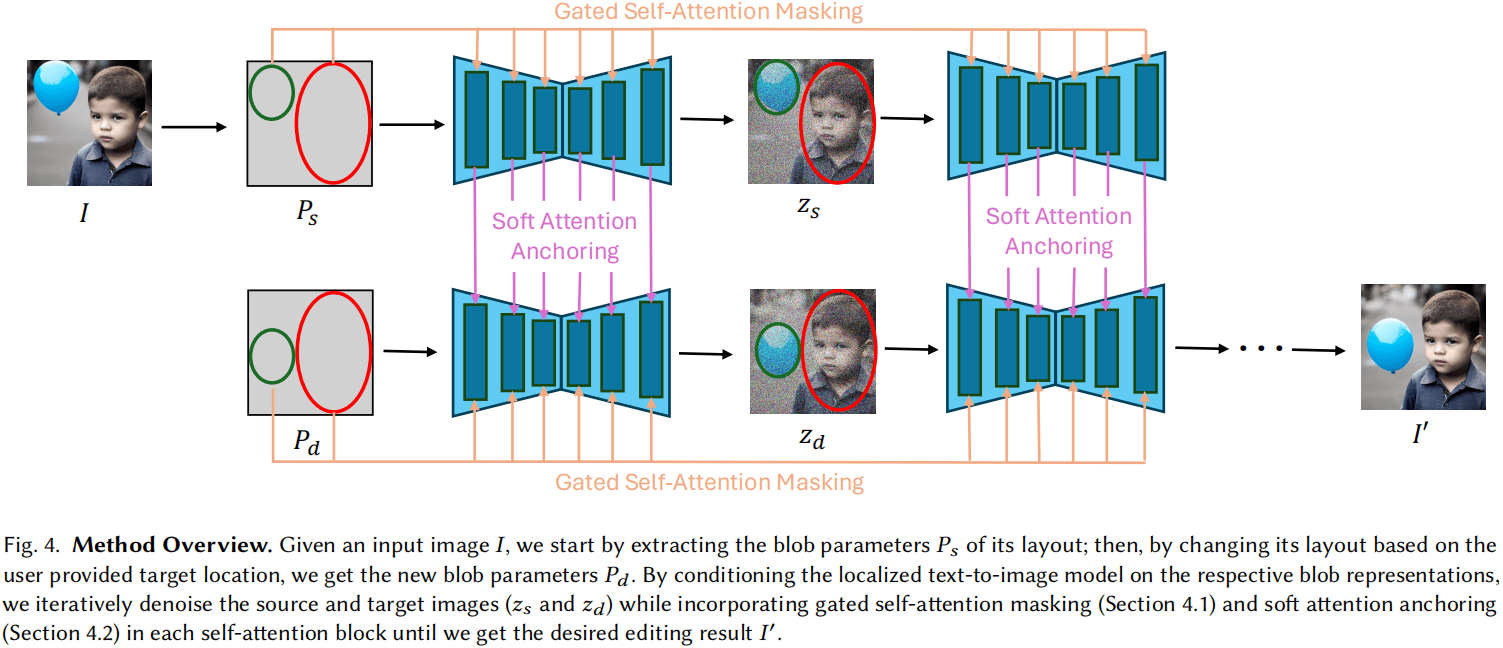 Gated Self-Attention Masking
I
P_s
z_s
Soft Attention
Anchoring
Soft Attention
Anchoring
P_d
z_d
· · ·
I′
Gated Self-Attention Masking
Fig. 4. Method Overview. Given an input image I, we start by extracting the blob parameters P_s of its layout; then, by changing its layout based on the
user provided target location, we get the new blob parameters P_d. By conditioning the localized text-to-image model on the respective blob representations,
we iteratively denoise the source and target images (z_s and z_d) while incorporating gated self-attention masking (Section 4.1) and soft attention anchoring
(Section 4.2) in each self-attention block until we get the desired editing result I′.